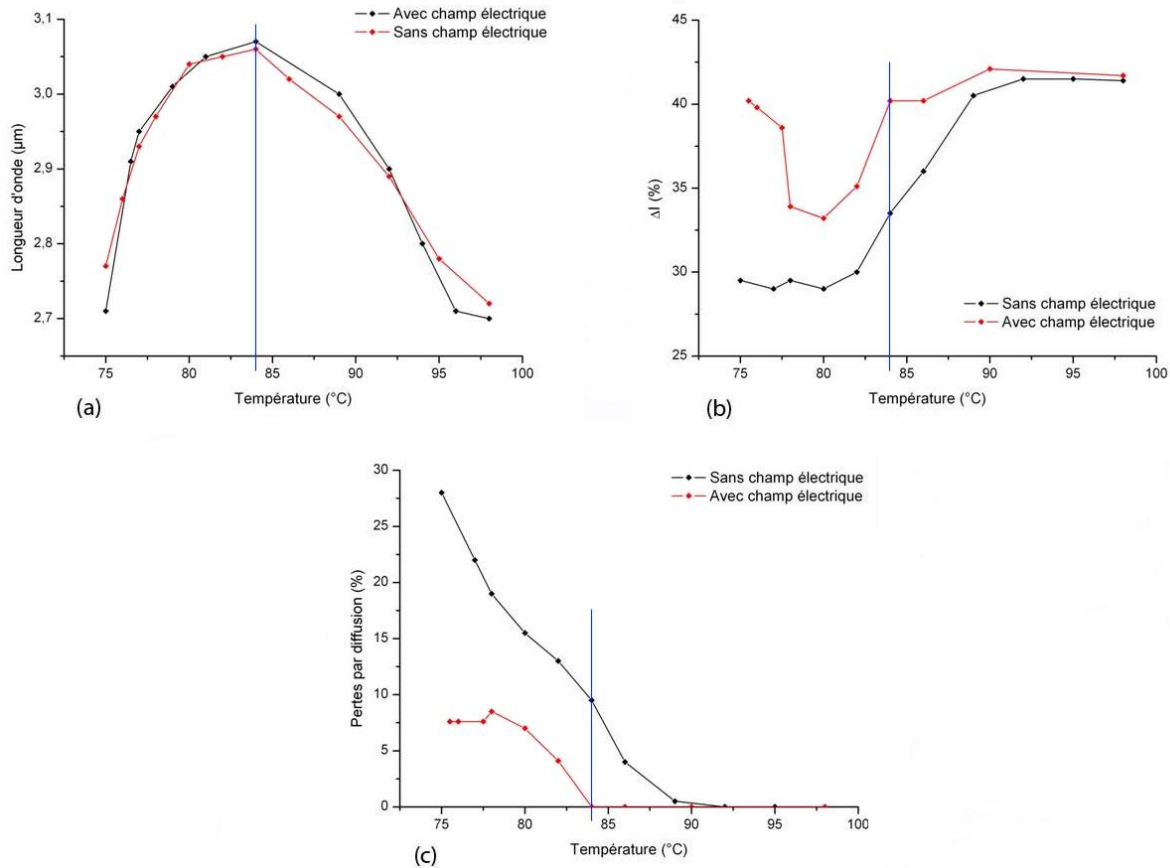 Avec champ électrique
Sans champ électrique
3,1
3,0
2,9
2,8
2,7
Longueur d'onde (µm)
75
80
85
90
95
100
Température (°C)
(a)
40
35
30
25
ΔI (%)
Sans champ électrique
Avec champ électrique
75
80
85
90
95
100
Température (°C)
(b)
Sans champ électrique
Avec champ électrique
30
25
20
15
10
5
0
Pertes par diffusion (%)
75
80
85
90
95
100
Température (°C)
(c)